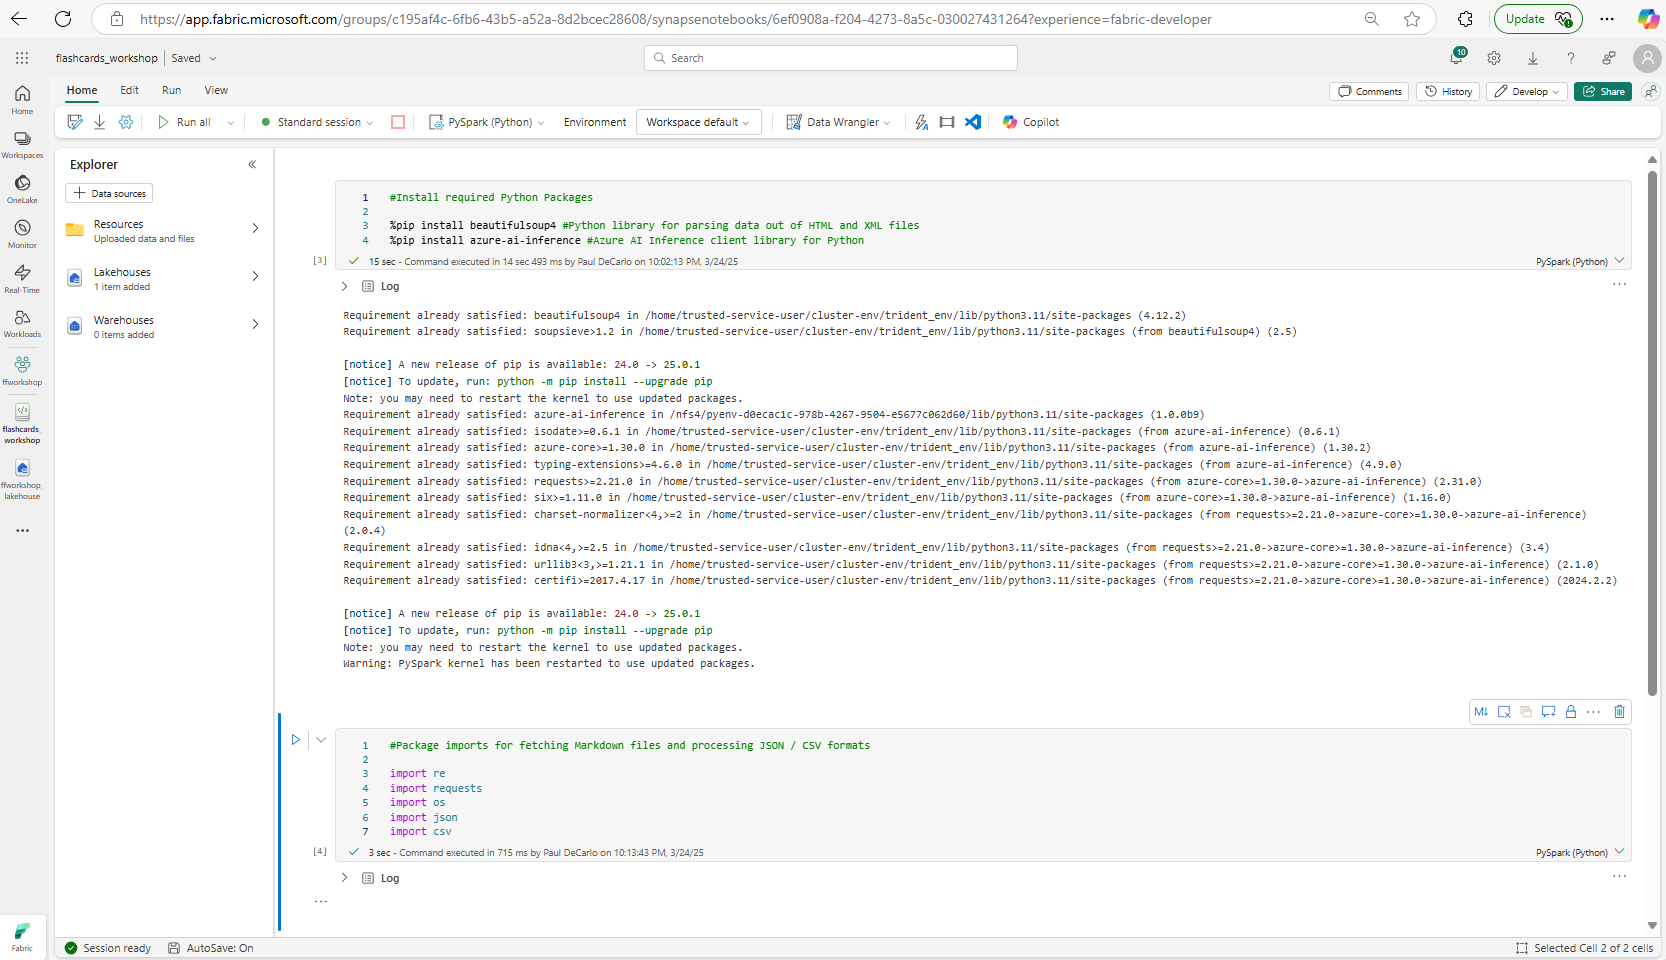 https://app.fabric.microsoft.com/groups/c195af4c-6fb6-43b5-a52a-8d2bcec28608/synapsenotebooks/6ef0908a-f204-4273-8a5c-030027431264?experience=fabric-developer
Update
flashcards_workshop
Saved
Search
10
Home
Edit
Run
View
Comments
History
Develop
Share
Run all
Standard session
PySpark (Python)
Environment
Workspace default
Data Wrangler
Copilot
Home
Workspaces
OneLake
Monitor
Real-Time
Workloads
ffworkshop
flashcards_
workshop
ffworkshop_
lakehouse
Fabric
Explorer
Data sources
Resources
Uploaded data and files
Lakehouses
1 item added
Warehouses
0 items added
1 #Install required Python Packages
2
3 %pip install beautifulsoup4 #Python library for parsing data out of HTML and XML files
4 %pip install azure-ai-inference #Azure AI Inference client library for Python
[3] 15 sec - Command executed in 14 sec 493 ms by Paul DeCarlo on 10:02:13 PM, 3/24/25 PySpark (Python)
Log
Requirement already satisfied: beautifulsoup4 in /home/trusted-service-user/cluster-env/trident_env/lib/python3.11/site-packages (4.12.2)
Requirement already satisfied: soupsieve>1.2 in /home/trusted-service-user/cluster-env/trident_env/lib/python3.11/site-packages (from beautifulsoup4) (2.5)
[notice] A new release of pip is available: 24.0 -> 25.0.1
[notice] To update, run: python -m pip install --upgrade pip
Note: you may need to restart the kernel to use updated packages.
Requirement already satisfied: azure-ai-inference in /nfs4/pyenv-d0ecac1c-978b-4267-9504-e5677c062d60/lib/python3.11/site-packages (1.0.0b9)
Requirement already satisfied: isodate>=0.6.1 in /home/trusted-service-user/cluster-env/trident_env/lib/python3.11/site-packages (from azure-ai-inference) (0.6.1)
Requirement already satisfied: azure-core>=1.30.0 in /home/trusted-service-user/cluster-env/trident_env/lib/python3.11/site-packages (from azure-ai-inference) (1.30.2)
Requirement already satisfied: typing-extensions>=4.6.0 in /home/trusted-service-user/cluster-env/trident_env/lib/python3.11/site-packages (from azure-ai-inference) (4.9.0)
Requirement already satisfied: requests>=2.21.0 in /home/trusted-service-user/cluster-env/trident_env/lib/python3.11/site-packages (from azure-core>=1.30.0->azure-ai-inference) (2.31.0)
Requirement already satisfied: six>=1.11.0 in /home/trusted-service-user/cluster-env/trident_env/lib/python3.11/site-packages (from azure-core>=1.30.0->azure-ai-inference) (1.16.0)
Requirement already satisfied: charset-normalizer<4,>=2 in /home/trusted-service-user/cluster-env/trident_env/lib/python3.11/site-packages (from requests>=2.21.0->azure-core>=1.30.0->azure-ai-inference)
(2.0.4)
Requirement already satisfied: idna<4,>=2.5 in /home/trusted-service-user/cluster-env/trident_env/lib/python3.11/site-packages (from requests>=2.21.0->azure-core>=1.30.0->azure-ai-inference) (3.4)
Requirement already satisfied: urllib3<3,>=1.21.1 in /home/trusted-service-user/cluster-env/trident_env/lib/python3.11/site-packages (from requests>=2.21.0->azure-core>=1.30.0->azure-ai-inference) (2.1.0)
Requirement already satisfied: certifi>=2017.4.17 in /home/trusted-service-user/cluster-env/trident_env/lib/python3.11/site-packages (from requests>=2.21.0->azure-core>=1.30.0->azure-ai-inference) (2024.2.2)
[notice] A new release of pip is available: 24.0 -> 25.0.1
[notice] To update, run: python -m pip install --upgrade pip
Note: you may need to restart the kernel to use updated packages.
Warning: PySpark kernel has been restarted to use updated packages.
M↓
1 #Package imports for fetching Markdown files and processing JSON / CSV formats
2
3 import re
4 import requests
5 import os
6 import json
7 import csv
[4] 3 sec - Command executed in 715 ms by Paul DeCarlo on 10:13:43 PM, 3/24/25 PySpark (Python)
Log
Session ready
AutoSave: On
Selected Cell 2 of 2 cells